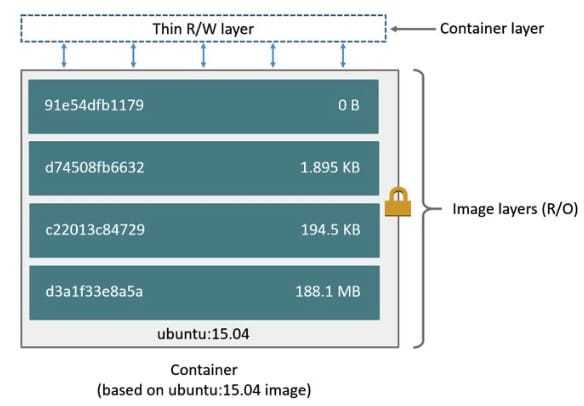 Thin R/W layer
Container layer
91e54dfb1179 0 B
d74508fb6632 1.895 KB
c22013c84729 194.5 KB
Image layers (R/O)
d3a1f33e8a5a 188.1 MB
ubuntu:15.04
Container
(based on ubuntu:15.04 image)